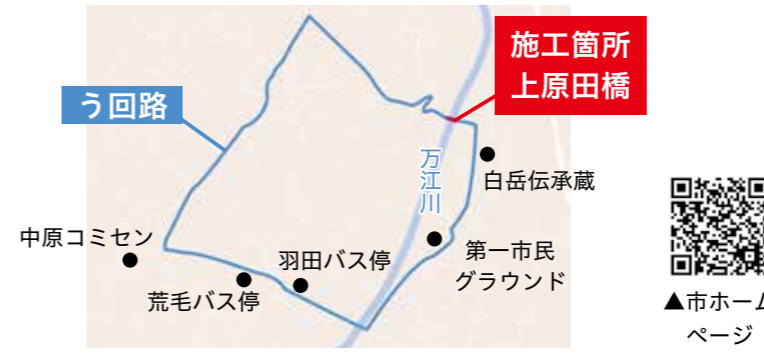 施工箇所
上原田橋
う回路
万江川
白岳伝承蔵
中原コミセン
羽田バス停
第一市民
グラウンド
荒毛バス停
▲市ホーム
ページ